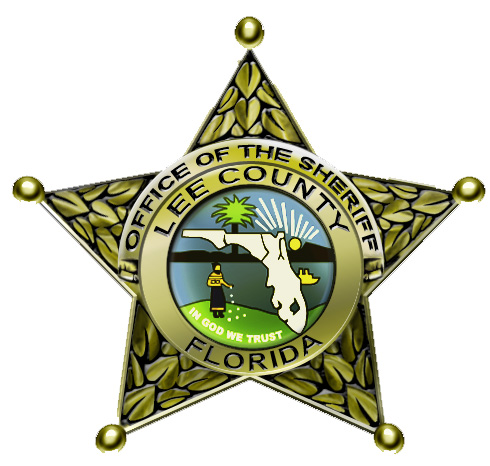 OFFICE OF THE SHERIFF
LEE COUNTY
IN GOD WE TRUST
FLORIDA